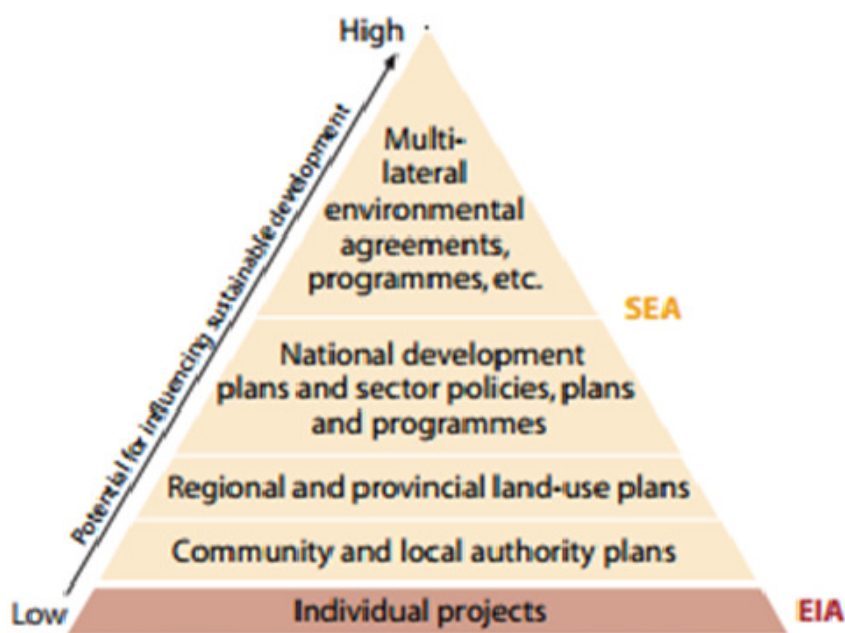 High
Potential for influencing sustainable development
Multi-
lateral
environmental
agreements,
programmes, etc.
SEA
National development
plans and sector policies, plans
and programmes
Regional and provincial land-use plans
Community and local authority plans
Low
Individual projects
EIA